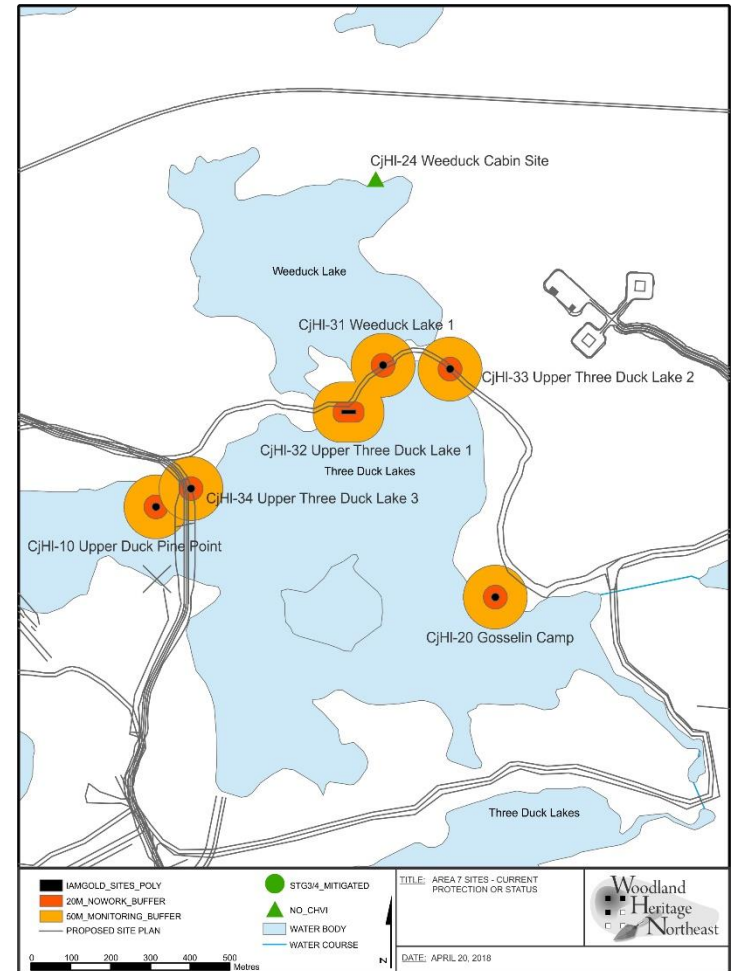 CjHI-24 Weeduck Cabin Site
Weeduck Lake
CjHI-31 Weeduck Lake 1
CjHI-33 Upper Three Duck Lake 2
CjHI-32 Upper Three Duck Lake 1
Three Duck Lakes
CjHI-34 Upper Three Duck Lake 3
CjHI-10 Upper Duck Pine Point
CjHI-20 Gosselin Camp
Three Duck Lakes
IAMGOLD_SITES_POLY
20M_NOWORK_BUFFER
50M_MONITORING_BUFFER
PROPOSED SITE PLAN
0 100 200 300 400 500
Metres
STG3/4_MITIGATED
NO_CHVI
WATER BODY
WATER COURSE
N
TITLE: AREA 7 SITES - CURRENT
PROTECTION OR STATUS
DATE: APRIL 20, 2018
Woodland
Heritage
Northeast